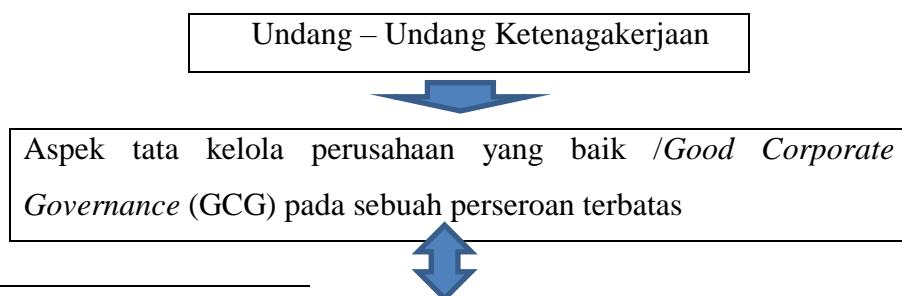 Undang – Undang Ketenagakerjaan
Aspek tata kelola perusahaan yang baik /Good Corporate
Governance (GCG) pada sebuah perseroan terbatas